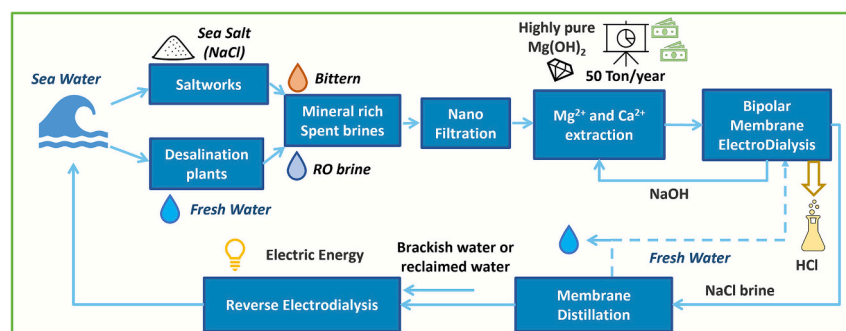 Sea Salt
(NaCl)
Highly pure
Mg(OH)2
50 Ton/year
Sea Water
Saltworks
Bittern
Mineral rich
Spent brines
Nano
Filtration
Mg²⁺ and Ca²⁺
extraction
Bipolar
Membrane
ElectroDialysis
Desalination
plants
RO brine
Fresh Water
NaOH
HCl
Electric Energy
Brackish water or
reclaimed water
Fresh Water
NaCl brine
Reverse Electrodialysis
Membrane
Distillation